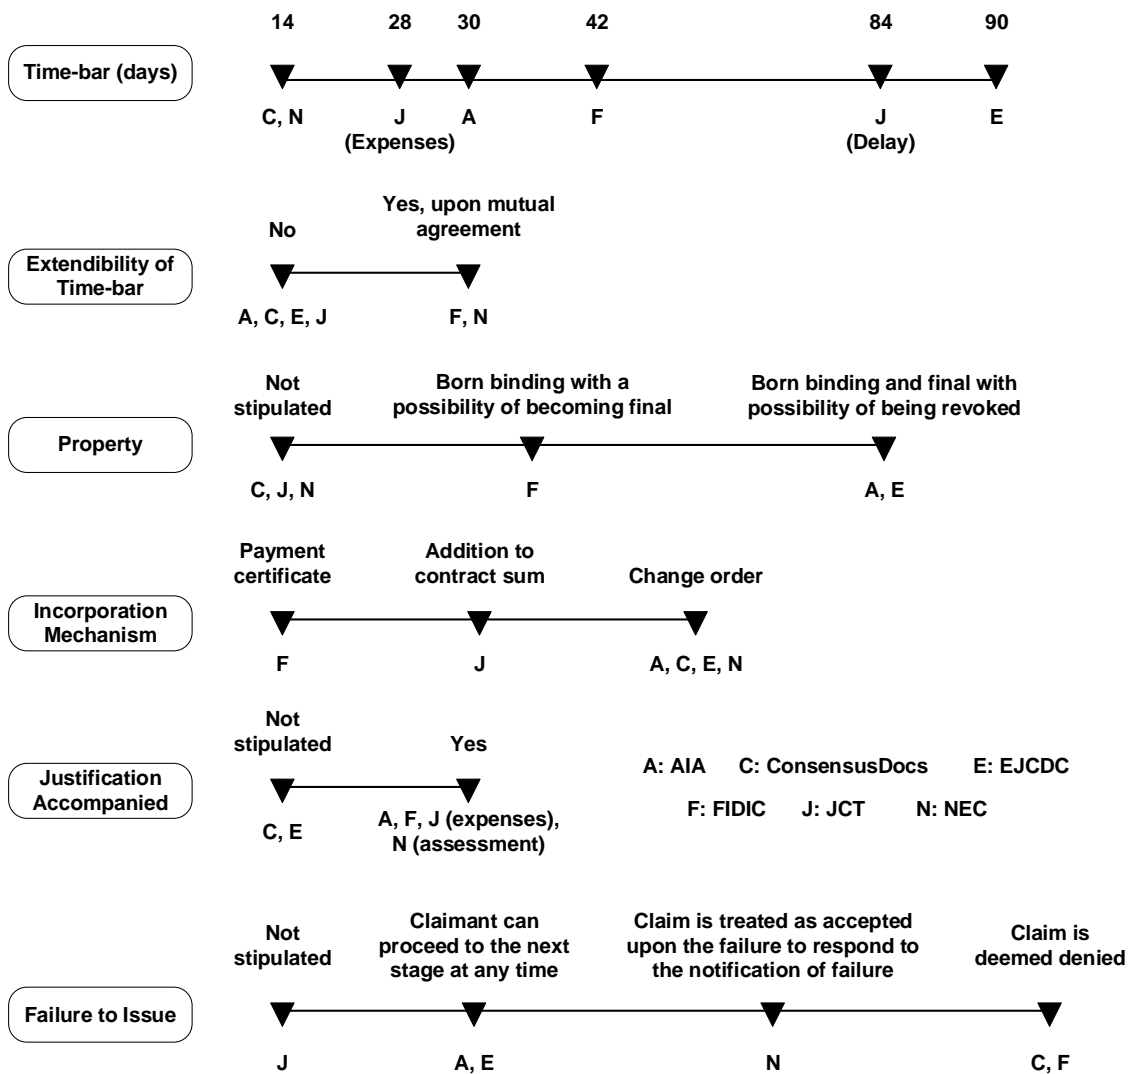 14 28 30 42 84 90
Time-bar (days)
C, N J A F J E
(Expenses) (Delay)
Yes, upon mutual
No agreement
Extendibility of
Time-bar
A, C, E, J F, N
Not Born binding with a Born binding and final with
stipulated possibility of becoming final possibility of being revoked
Property
C, J, N F A, E
Payment Addition to
certificate contract sum Change order
Incorporation
Mechanism
F J A, C, E, N
Not
stipulated Yes
Justification
Accompanied
A: AIA C: ConsensusDocs E: EJCDC
F: FIDIC J: JCT N: NEC
C, E A, F, J (expenses),
N (assessment)
Claimant can Claim is treated as accepted
Not proceed to the next upon the failure to respond to Claim is
stipulated stage at any time the notification of failure deemed denied
Failure to Issue
J A, E N C, F